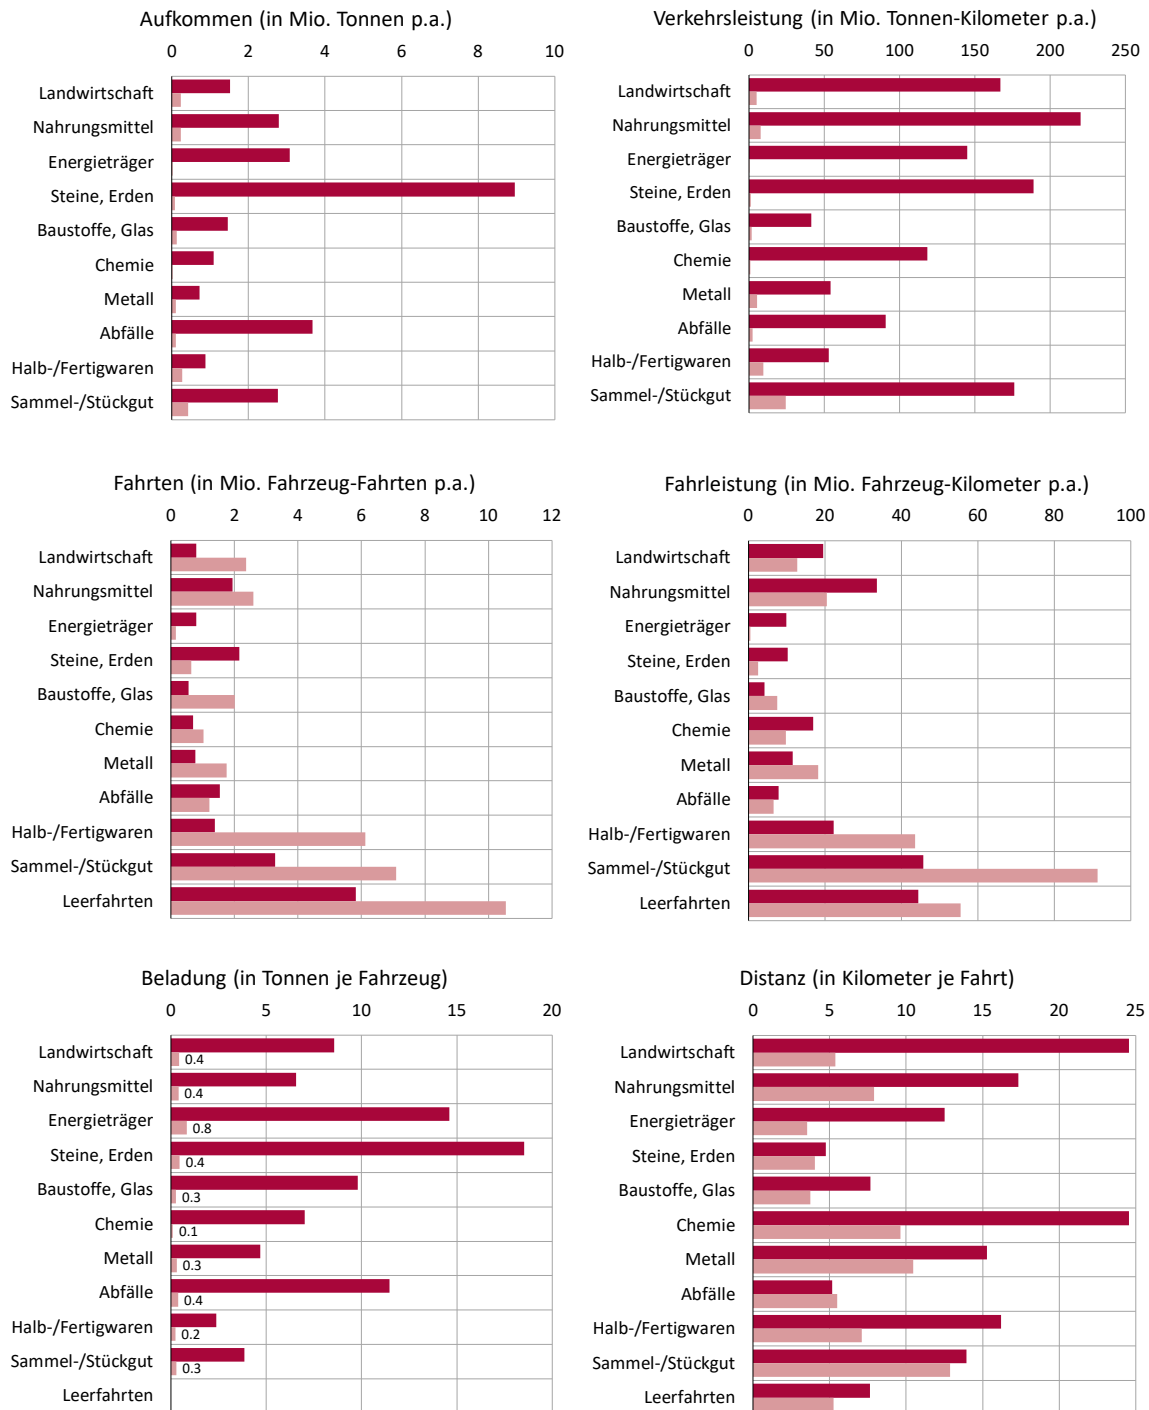 Aufkommen (in Mio. Tonnen p.a.)
0 2 4 6 8 10
Landwirtschaft
Nahrungsmittel
Energieträger
Steine, Erden
Baustoffe, Glas
Chemie
Metall
Abfälle
Halb-/Fertigwaren
Sammel-/Stückgut
Verkehrsleistung (in Mio. Tonnen-Kilometer p.a.)
0 50 100 150 200 250
Landwirtschaft
Nahrungsmittel
Energieträger
Steine, Erden
Baustoffe, Glas
Chemie
Metall
Abfälle
Halb-/Fertigwaren
Sammel-/Stückgut
Fahrten (in Mio. Fahrzeug-Fahrten p.a.)
0 2 4 6 8 10 12
Landwirtschaft
Nahrungsmittel
Energieträger
Steine, Erden
Baustoffe, Glas
Chemie
Metall
Abfälle
Halb-/Fertigwaren
Sammel-/Stückgut
Leerfahrten
Fahrleistung (in Mio. Fahrzeug-Kilometer p.a.)
0 20 40 60 80 100
Landwirtschaft
Nahrungsmittel
Energieträger
Steine, Erden
Baustoffe, Glas
Chemie
Metall
Abfälle
Halb-/Fertigwaren
Sammel-/Stückgut
Leerfahrten
Beladung (in Tonnen je Fahrzeug)
0 5 10 15 20
Landwirtschaft 0.4
Nahrungsmittel 0.4
Energieträger 0.8
Steine, Erden 0.4
Baustoffe, Glas 0.3
Chemie 0.1
Metall 0.3
Abfälle 0.4
Halb-/Fertigwaren 0.2
Sammel-/Stückgut 0.3
Leerfahrten
Distanz (in Kilometer je Fahrt)
0 5 10 15 20 25
Landwirtschaft
Nahrungsmittel
Energieträger
Steine, Erden
Baustoffe, Glas
Chemie
Metall
Abfälle
Halb-/Fertigwaren
Sammel-/Stückgut
Leerfahrten